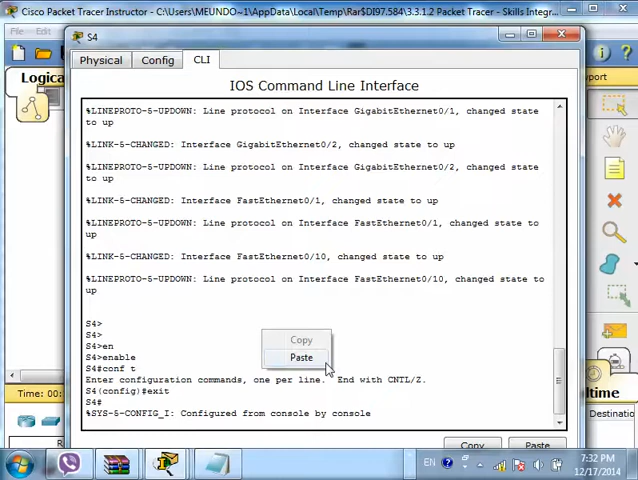 Cisco Packet Tracer Instructor - C:\Users\MEUNDO~1\AppData\Local\Temp\Rar$DI97.584\3.3.1.2 Packet Tracer - Skills Integr...
File Edit
S4
Physical Config CLI
Logica
port
IOS Command Line Interface
%LINEPROTO-5-UPDOWN: Line protocol on Interface GigabitEthernet0/1, changed state
to up
%LINK-5-CHANGED: Interface GigabitEthernet0/2, changed state to up
%LINEPROTO-5-UPDOWN: Line protocol on Interface GigabitEthernet0/2, changed state
to up
%LINK-5-CHANGED: Interface FastEthernet0/1, changed state to up
%LINEPROTO-5-UPDOWN: Line protocol on Interface FastEthernet0/1, changed state to
up
%LINK-5-CHANGED: Interface FastEthernet0/10, changed state to up
%LINEPROTO-5-UPDOWN: Line protocol on Interface FastEthernet0/10, changed state to
up
S4>
S4>
S4>en
S4>enable
S4#conf t
Enter configuration commands, one per line. End with CNTL/Z.
S4(config)#exit
S4#
%SYS-5-CONFIG_I: Configured from console by console
Copy
Paste
Time: 00:
Destinatio
Copy Paste
EN
7:32 PM
12/17/2014